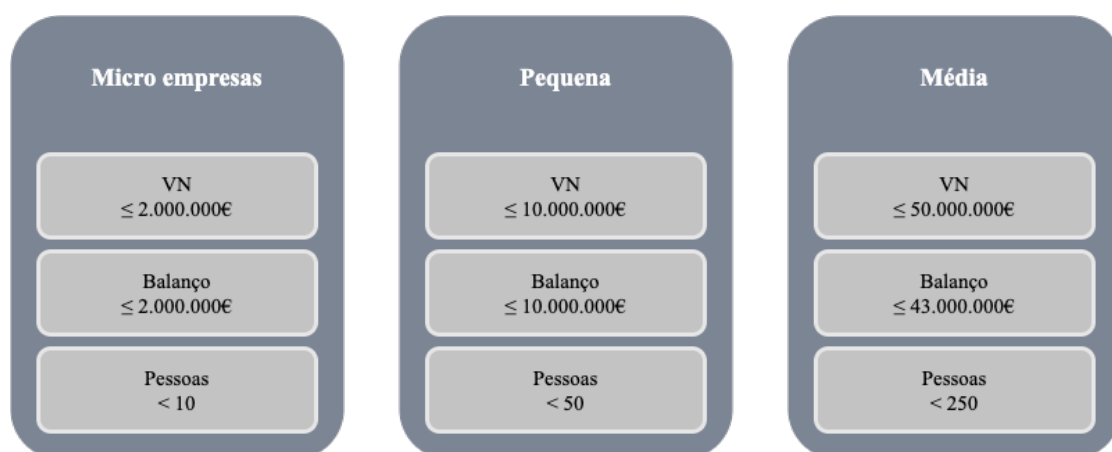 Micro empresas
VN
≤ 2.000.000€
Balanço
≤ 2.000.000€
Pessoas
< 10
Pequena
VN
≤ 10.000.000€
Balanço
≤ 10.000.000€
Pessoas
< 50
Média
VN
≤ 50.000.000€
Balanço
≤ 43.000.000€
Pessoas
< 250